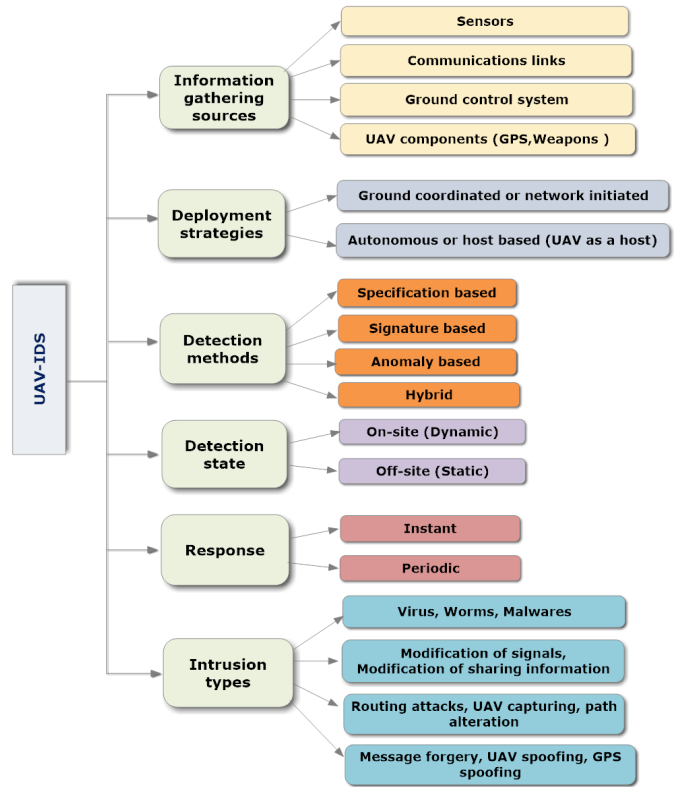 UAV-IDS
Information
gathering
sources
Sensors
Communications links
Ground control system
UAV components (GPS,Weapons )
Deployment
strategies
Ground coordinated or network initiated
Autonomous or host based (UAV as a host)
Detection
methods
Specification based
Signature based
Anomaly based
Hybrid
Detection
state
On-site (Dynamic)
Off-site (Static)
Response
Instant
Periodic
Intrusion
types
Virus, Worms, Malwares
Modification of signals,
Modification of sharing information
Routing attacks, UAV capturing, path
alteration
Message forgery, UAV spoofing, GPS
spoofing